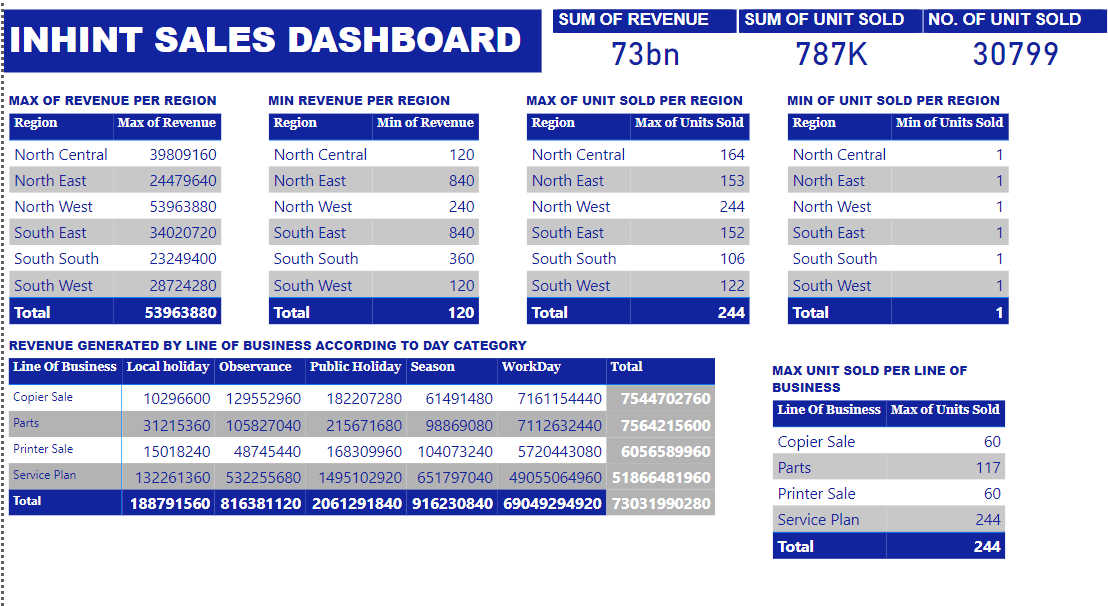 INHINT SALES DASHBOARD
SUM OF REVENUE SUM OF UNIT SOLD NO. OF UNIT SOLD
73bn 787K 30799
MAX OF REVENUE PER REGION
Region Max of Revenue
North Central 39809160
North East 24479640
North West 53963880
South East 34020720
South South 23249400
South West 28724280
Total 53963880
MIN REVENUE PER REGION
Region Min of Revenue
North Central 120
North East 840
North West 240
South East 840
South South 360
South West 120
Total 120
MAX OF UNIT SOLD PER REGION
Region Max of Units Sold
North Central 164
North East 153
North West 244
South East 152
South South 106
South West 122
Total 244
MIN OF UNIT SOLD PER REGION
Region Min of Units Sold
North Central 1
North East 1
North West 1
South East 1
South South 1
South West 1
Total 1
REVENUE GENERATED BY LINE OF BUSINESS ACCORDING TO DAY CATEGORY
Line Of Business Local holiday Observance Public Holiday Season WorkDay Total
Copier Sale 10296600 129552960 182207280 61491480 7161154440 7544702760
Parts 31215360 105827040 215671680 98869080 7112632440 7564215600
Printer Sale 15018240 48745440 168309960 104073240 5720443080 6056589960
Service Plan 132261360 532255680 1495102920 651797040 49055064960 51866481960
Total 188791560 816381120 2061291840 916230840 69049294920 73031990280
MAX UNIT SOLD PER LINE OF
BUSINESS
Line Of Business Max of Units Sold
Copier Sale 60
Parts 117
Printer Sale 60
Service Plan 244
Total 244